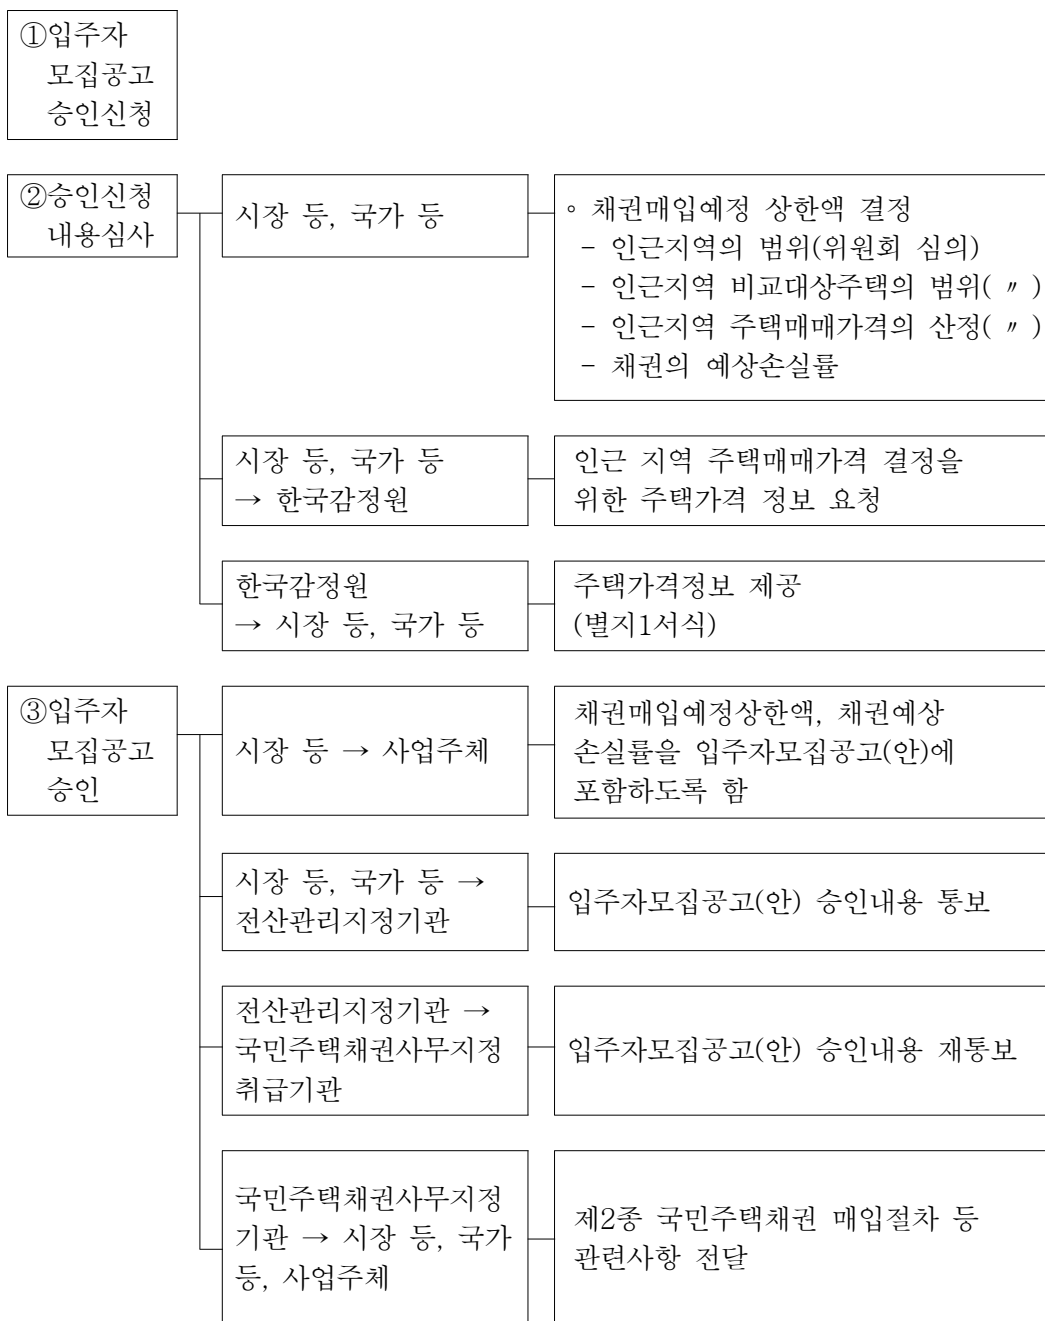 ①입주자
모집공고
승인신청
②승인신청
내용심사
시장 등, 국가 등
◦ 채권매입예정 상한액 결정
- 인근지역의 범위(위원회 심의)
- 인근지역 비교대상주택의 범위( 〃 )
- 인근지역 주택매매가격의 산정( 〃 )
- 채권의 예상손실률
시장 등, 국가 등
→ 한국감정원
인근 지역 주택매매가격 결정을
위한 주택가격 정보 요청
한국감정원
→ 시장 등, 국가 등
주택가격정보 제공
(별지1서식)
③입주자
모집공고
승인
시장 등 → 사업주체
채권매입예정상한액, 채권예상
손실률을 입주자모집공고(안)에
포함하도록 함
시장 등, 국가 등 →
전산관리지정기관
입주자모집공고(안) 승인내용 통보
전산관리지정기관 →
국민주택채권사무지정
취급기관
입주자모집공고(안) 승인내용 재통보
국민주택채권사무지정
기관 → 시장 등, 국가
등, 사업주체
제2종 국민주택채권 매입절차 등
관련사항 전달